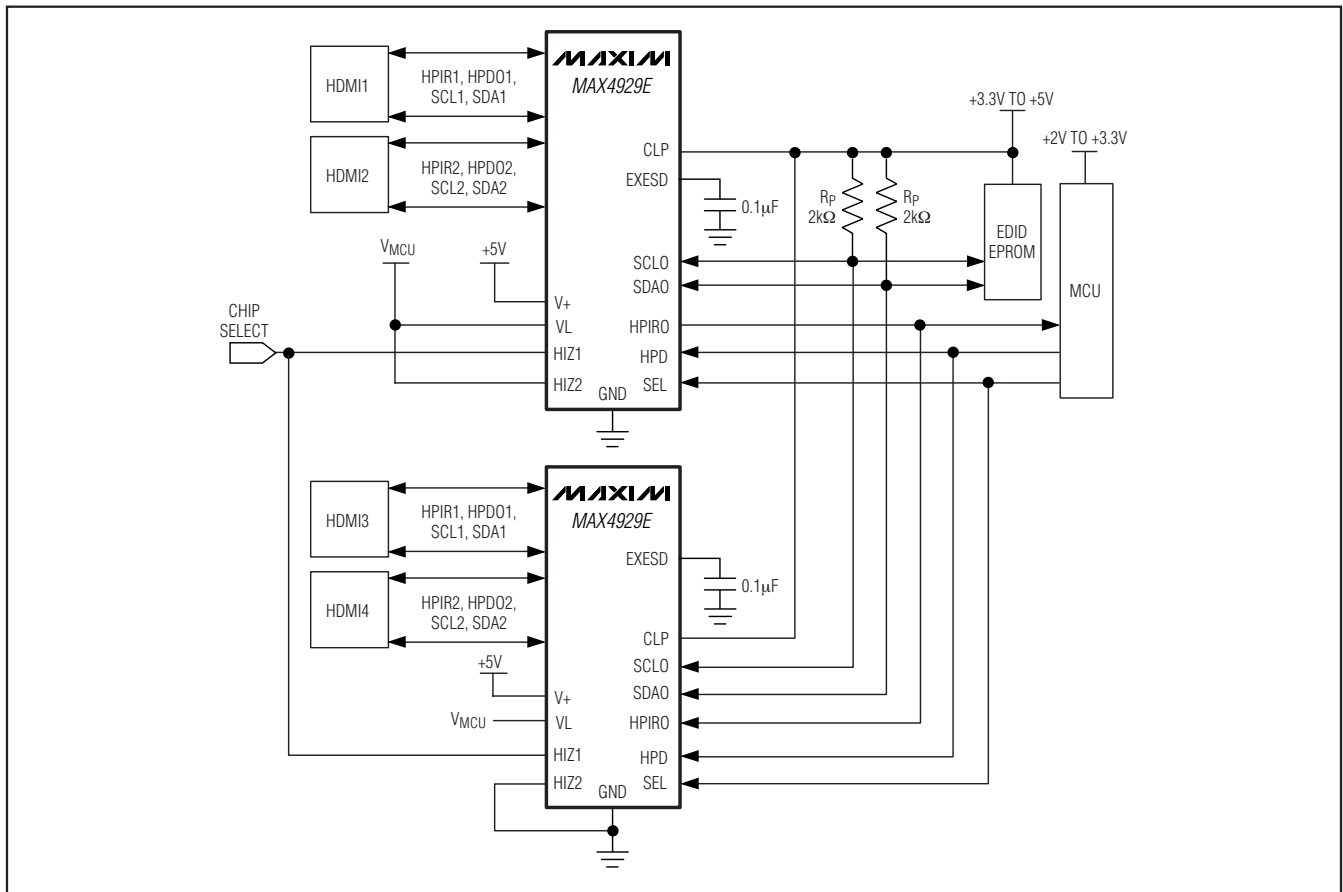 MAXIM
MAX4929E
HDMI1
HPIR1, HPDO1,
SCL1, SDA1
HDMI2
HPIR2, HPDO2,
SCL2, SDA2
CLP
EXESD
0.1μF
+3.3V TO +5V
+2V TO +3.3V
RP
2kΩ
RP
2kΩ
EDID
EPROM
MCU
VMCU
+5V
SCLO
SDAO
CHIP
SELECT
V+
VL
HIZ1
HIZ2
GND
HPIRO
HPD
SEL
MAXIM
MAX4929E
HDMI3
HPIR1, HPDO1,
SCL1, SDA1
HDMI4
HPIR2, HPDO2,
SCL2, SDA2
EXESD
0.1μF
CLP
SCLO
SDAO
HPIRO
HPD
SEL
+5V
V+
VMCU
VL
HIZ1
HIZ2
GND